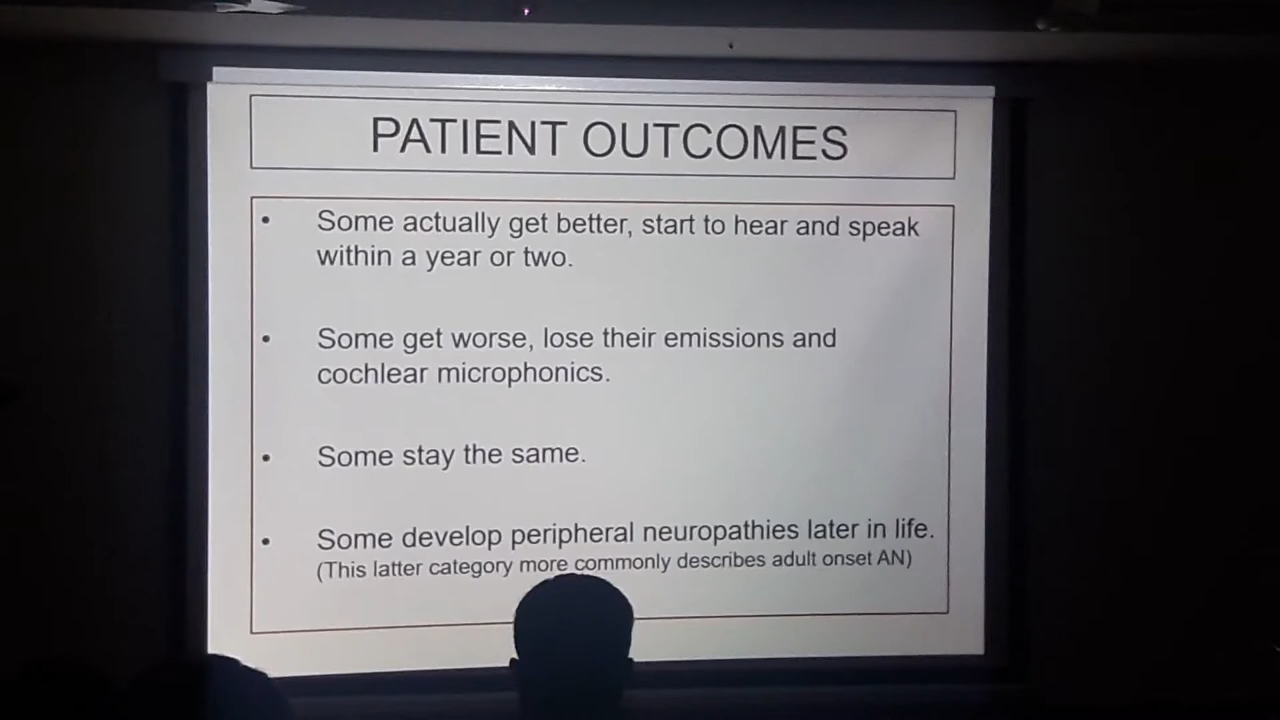 PATIENT OUTCOMES
• Some actually get better, start to hear and speak
within a year or two.
• Some get worse, lose their emissions and
cochlear microphonics.
• Some stay the same.
• Some develop peripheral neuropathies later in life.
(This latter category more commonly describes adult onset AN)